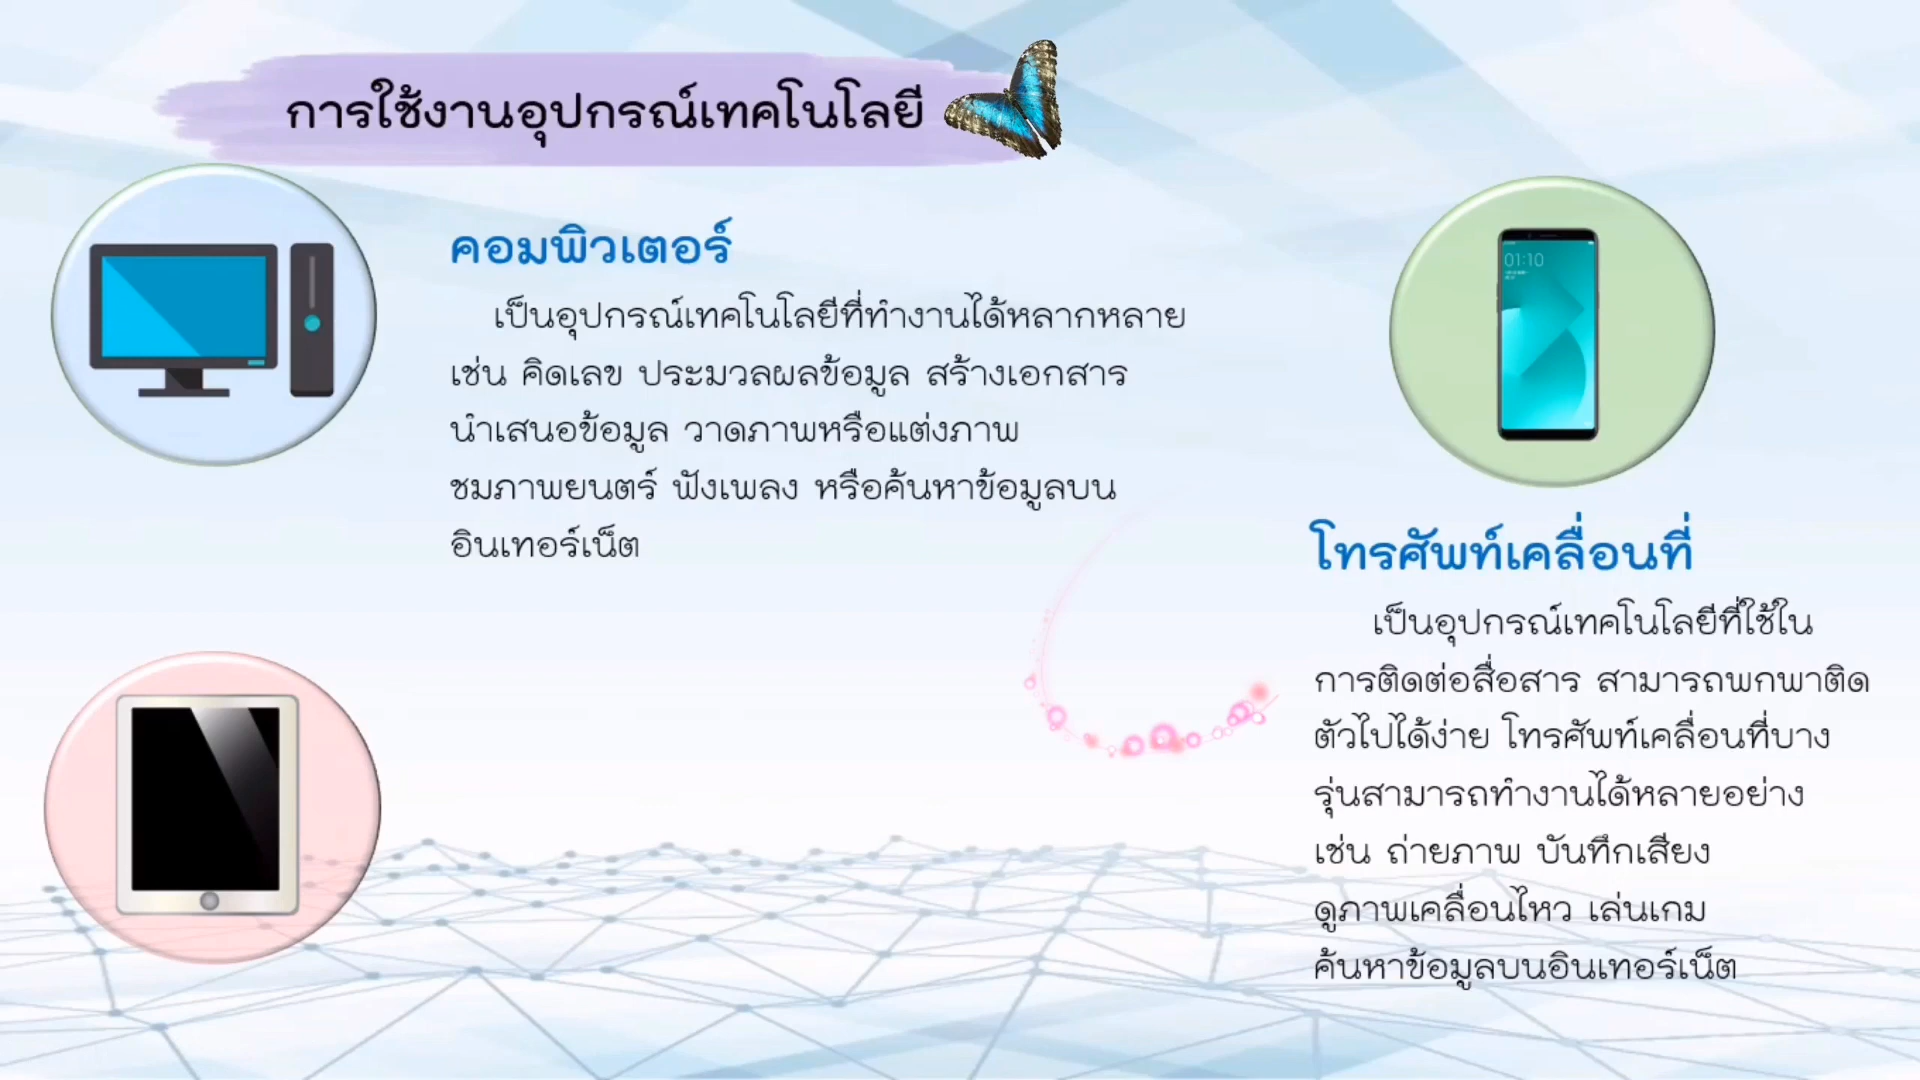 การใช้งานอุปกรณ์เทคโนโลยี
คอมพิวเตอร์
เป็นอุปกรณ์เทคโนโลยีที่ทำงานได้หลากหลาย
เช่น คิดเลข ประมวลผลข้อมูล สร้างเอกสาร
นำเสนอข้อมูล วาดภาพหรือแต่งภาพ
ชมภาพยนตร์ ฟังเพลง หรือค้นหาข้อมูลบน
อินเทอร์เน็ต
01:10
โทรศัพท์เคลื่อนที่
เป็นอุปกรณ์เทคโนโลยีที่ใช้ใน
การติดต่อสื่อสาร สามารถพกพาติด
ตัวไปได้ง่าย โทรศัพท์เคลื่อนที่บาง
รุ่นสามารถทำงานได้หลายอย่าง
เช่น ถ่ายภาพ บันทึกเสียง
ดูภาพเคลื่อนไหว เล่นเกม
ค้นหาข้อมูลบนอินเทอร์เน็ต